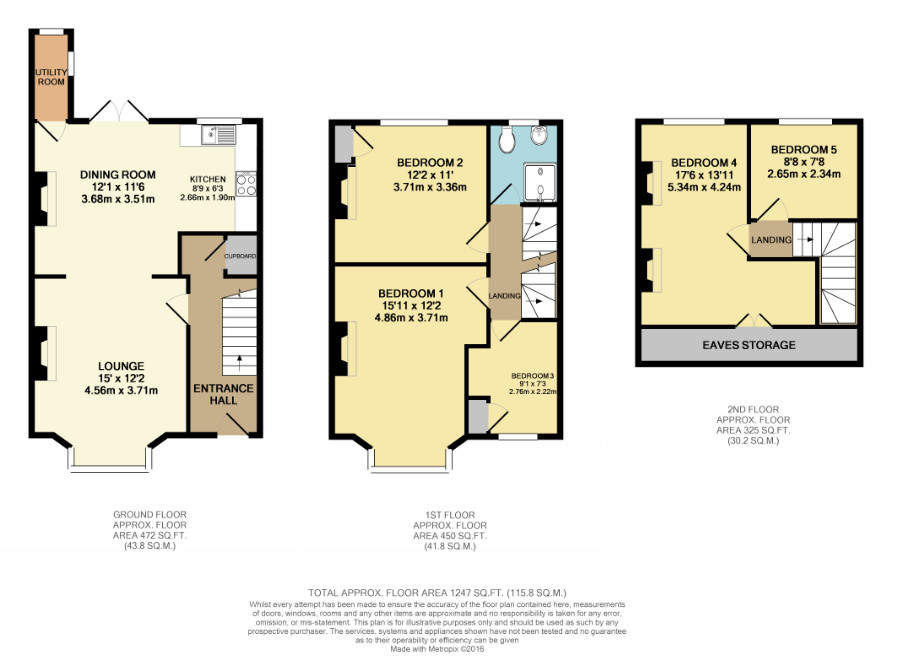 UTILITY
ROOM
DINING ROOM
12'1 x 11'6
3.68m x 3.51m
KITCHEN
8'9 x 6'3
2.66m x 1.90m
CUPBOARD
LOUNGE
15' x 12'2
4.56m x 3.71m
ENTRANCE
HALL
GROUND FLOOR
APPROX. FLOOR
AREA 472 SQ.FT.
(43.8 SQ.M.)
BEDROOM 2
12'2 x 11'
3.71m x 3.36m
BEDROOM 1
15'11 x 12'2
4.86m x 3.71m
LANDING
BEDROOM 3
9'1 x 7'3
2.76m x 2.22m
1ST FLOOR
APPROX. FLOOR
AREA 450 SQ.FT.
(41.8 SQ.M.)
BEDROOM 4
17'6 x 13'11
5.34m x 4.24m
BEDROOM 5
8'8 x 7'8
2.65m x 2.34m
LANDING
EAVES STORAGE
2ND FLOOR
APPROX. FLOOR
AREA 325 SQ.FT.
(30.2 SQ.M.)
TOTAL APPROX. FLOOR AREA 1247 SQ.FT. (115.8 SQ.M.)
Whilst every attempt has been made to ensure the accuracy of the floor plan contained here, measurements
of doors, windows, rooms and any other items are approximate and no responsibility is taken for any error,
omission, or mis-statement. This plan is for illustrative purposes only and should be used as such by any
prospective purchaser. The services, systems and appliances shown have not been tested and no guarantee
as to their operability or efficiency can be given
Made with Metropix ©2016